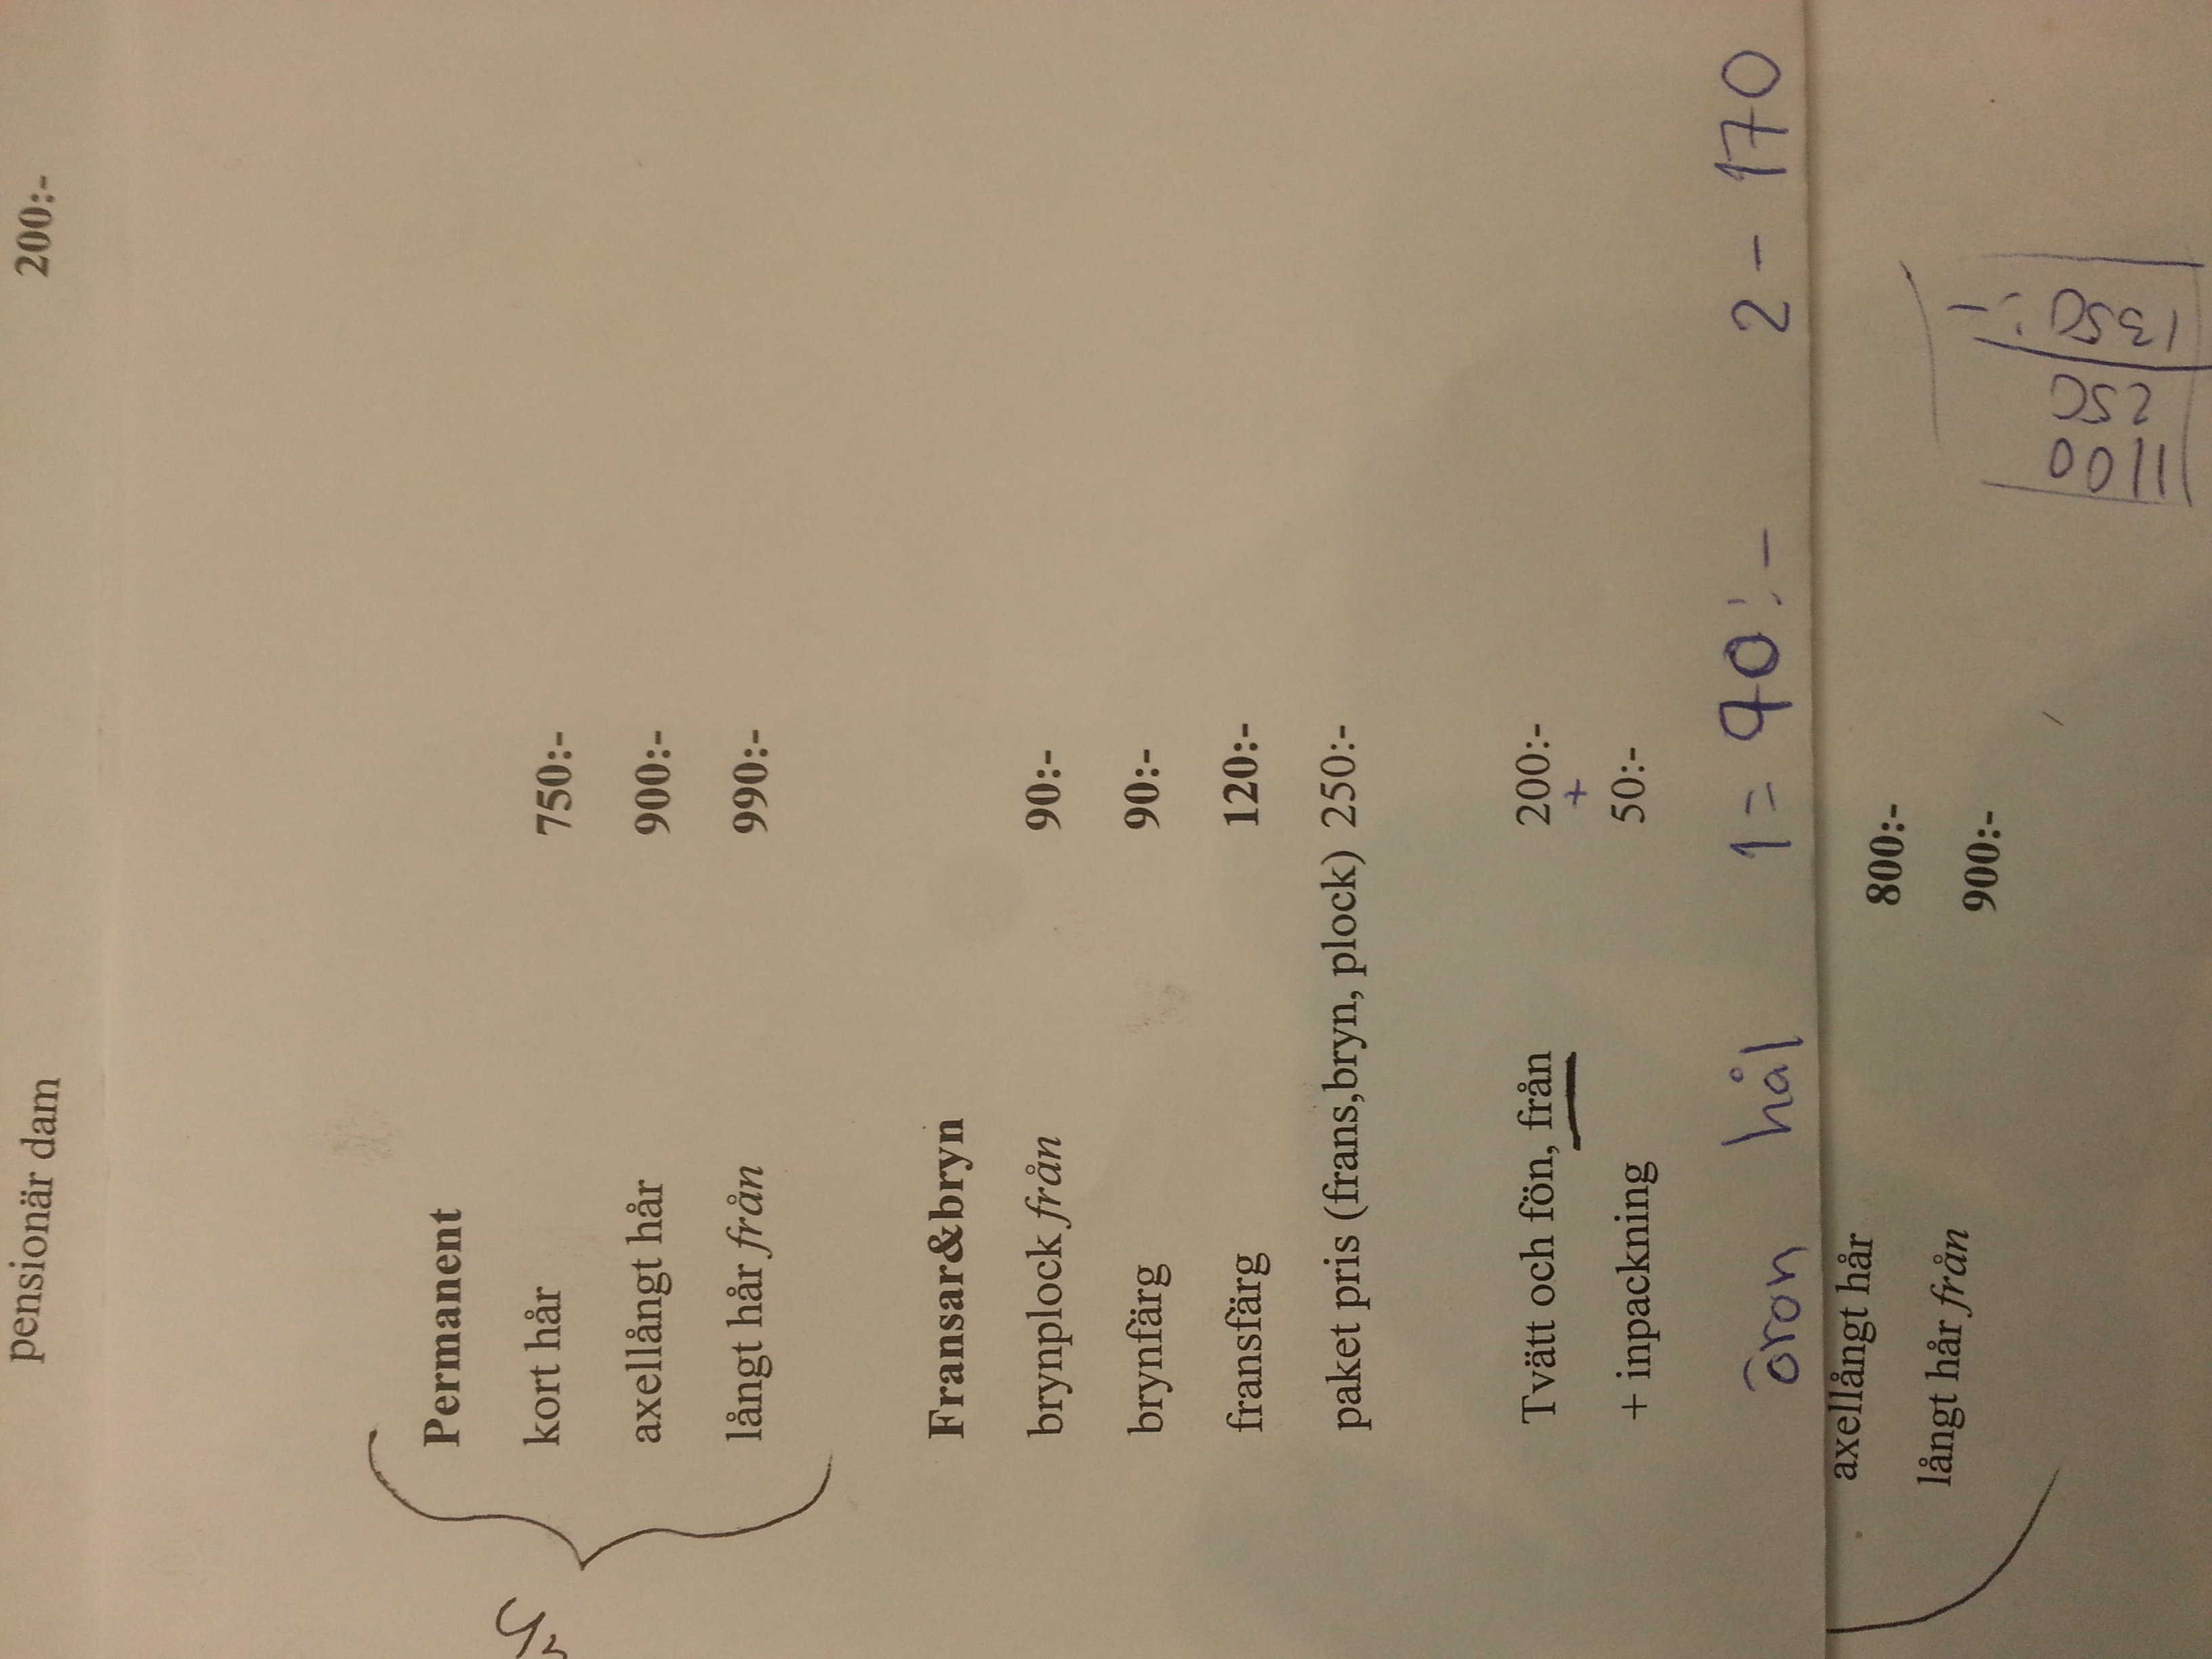 pensionär dam 200:-
Permanent
kort hår 750:-
axellångt hår 900:-
långt hår från 990:-
Fransar&bryn
brynplock från 90:-
brynfärg 90:-
fransfärg 120:-
paket pris (frans,bryn, plock) 250:-
Tvätt och fön, från 200:-
+
+ inpackning 50:-
öron hål 1 = 90:- 2 - 170
axellångt hår 800:-
långt hår från 900:-
1100
250
1350:-